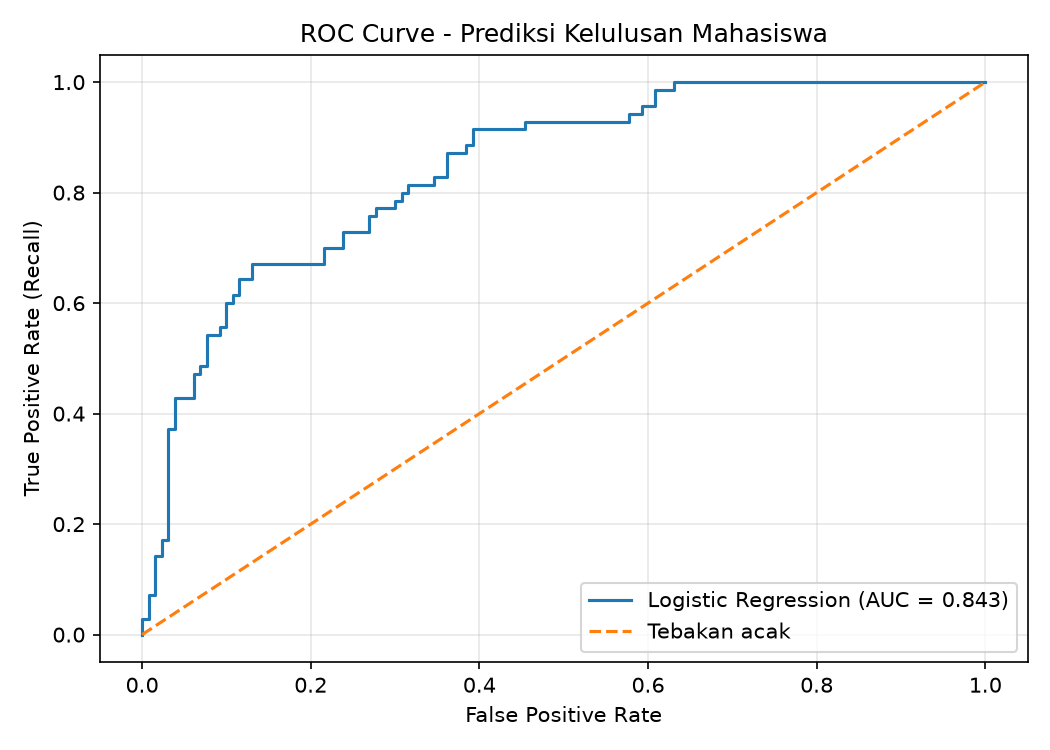 ROC Curve - Prediksi Kelulusan Mahasiswa
True Positive Rate (Recall)
1.0
0.8
0.6
0.4
0.2
0.0
Logistic Regression (AUC = 0.843)
Tebakan acak
0.0 0.2 0.4 0.6 0.8 1.0
False Positive Rate